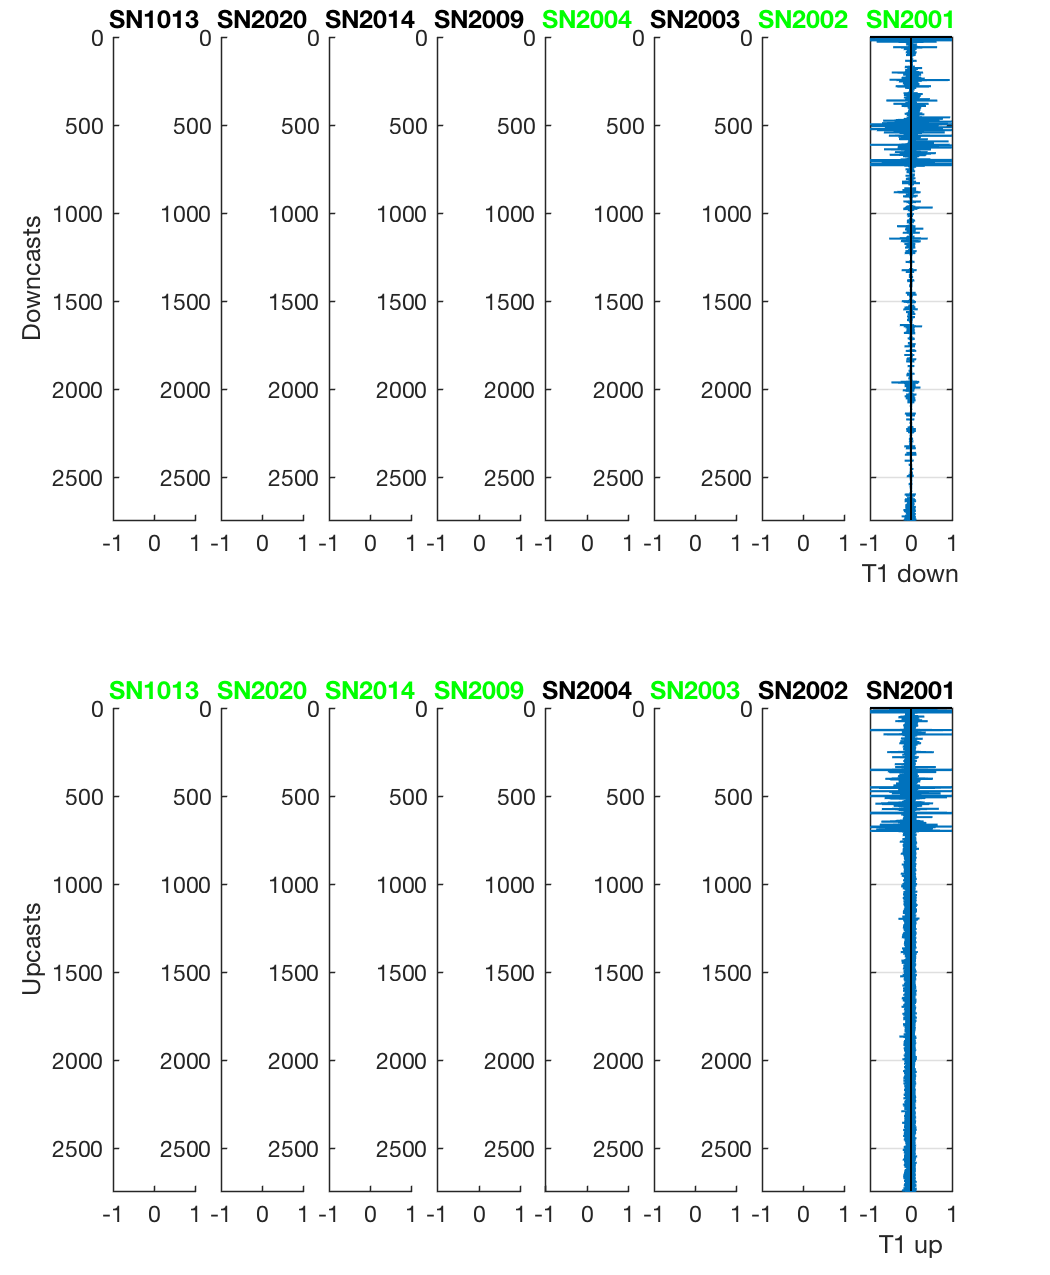 SN1013 SN2020 SN2014 SN2009 SN2004 SN2003 SN2002 SN2001
0 0 0 0 0 0 0 0
500 500 500 500 500 500 500
1000 1000 1000 1000 1000 1000 1000
Downcasts
1500 1500 1500 1500 1500 1500 1500
2000 2000 2000 2000 2000 2000 2000
2500 2500 2500 2500 2500 2500 2500
-1 0 1 -1 0 1 -1 0 1 -1 0 1 -1 0 1 -1 0 1 -1 0 1 -1 0 1
T1 down
SN1013 SN2020 SN2014 SN2009 SN2004 SN2003 SN2002 SN2001
0 0 0 0 0 0 0
500 500 500 500 500 500 500
1000 1000 1000 1000 1000 1000 1000
Upcasts
1500 1500 1500 1500 1500 1500 1500
2000 2000 2000 2000 2000 2000 2000
2500 2500 2500 2500 2500 2500 2500
-1 0 1 -1 0 1 -1 0 1 -1 0 1 -1 0 1 -1 0 1 -1 0 1 -1 0 1
T1 up